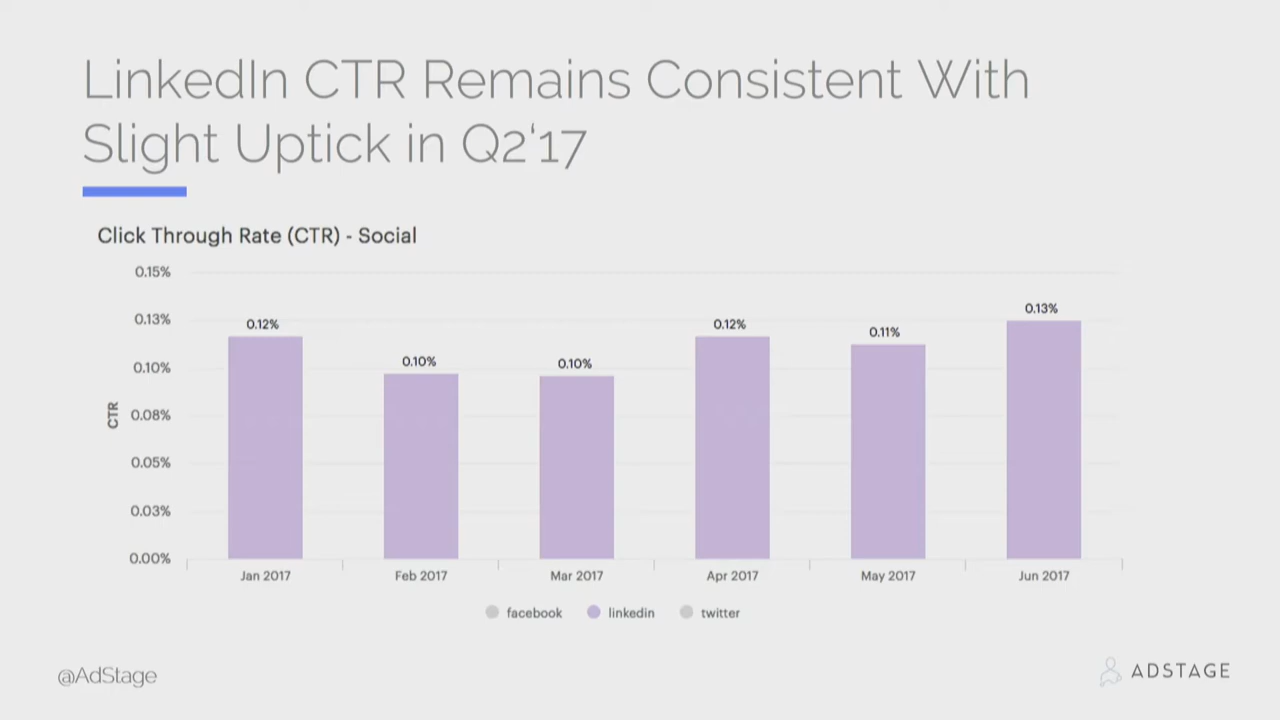 LinkedIn CTR Remains Consistent With
Slight Uptick in Q2‘17
Click Through Rate (CTR) - Social
0.15%
0.13%
0.10%
0.08%
0.05%
0.03%
0.00%
CTR
0.12%
0.10%
0.10%
0.12%
0.11%
0.13%
Jan 2017
Feb 2017
Mar 2017
Apr 2017
May 2017
Jun 2017
facebook
linkedin
twitter
@AdStage
ADSTAGE